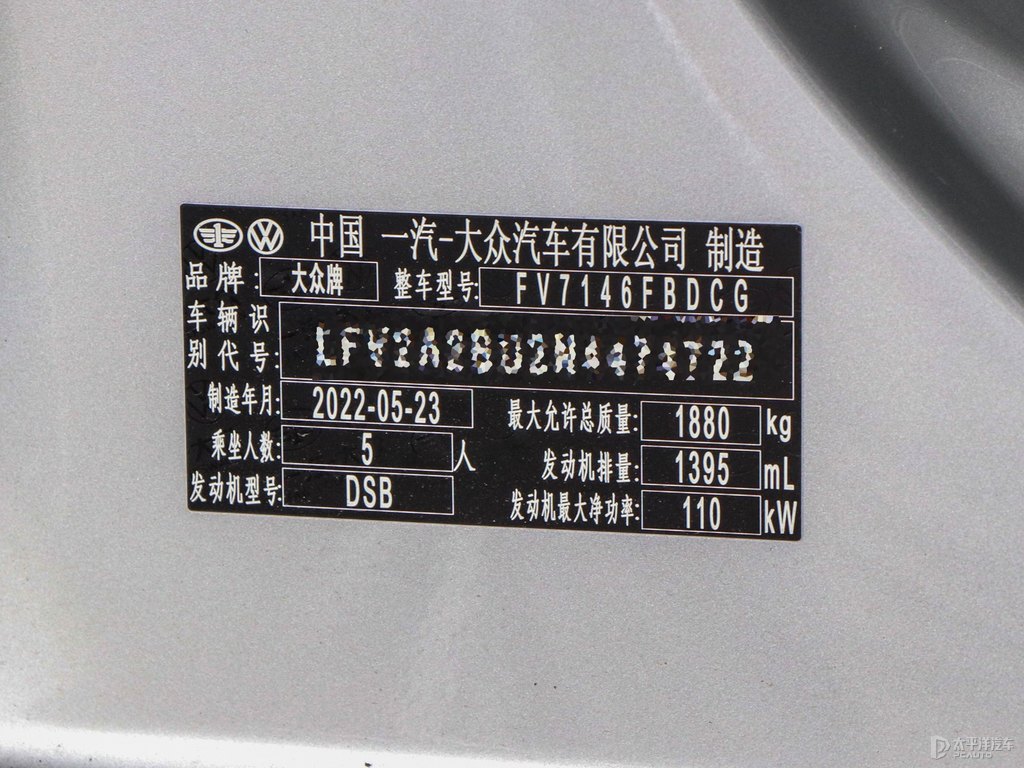 中国 一汽-大众汽车有限公司 制造
品牌: 大众牌 整车型号: FV7146FBDCG
车辆识
别代号:
制造年月: 2022-05-23 最大允许总质量: 1880 kg
乘坐人数: 5 人 发动机排量: 1395 mL
发动机型号: DSB 发动机最大净功率: 110 kW
太平洋汽车
PCAUTO